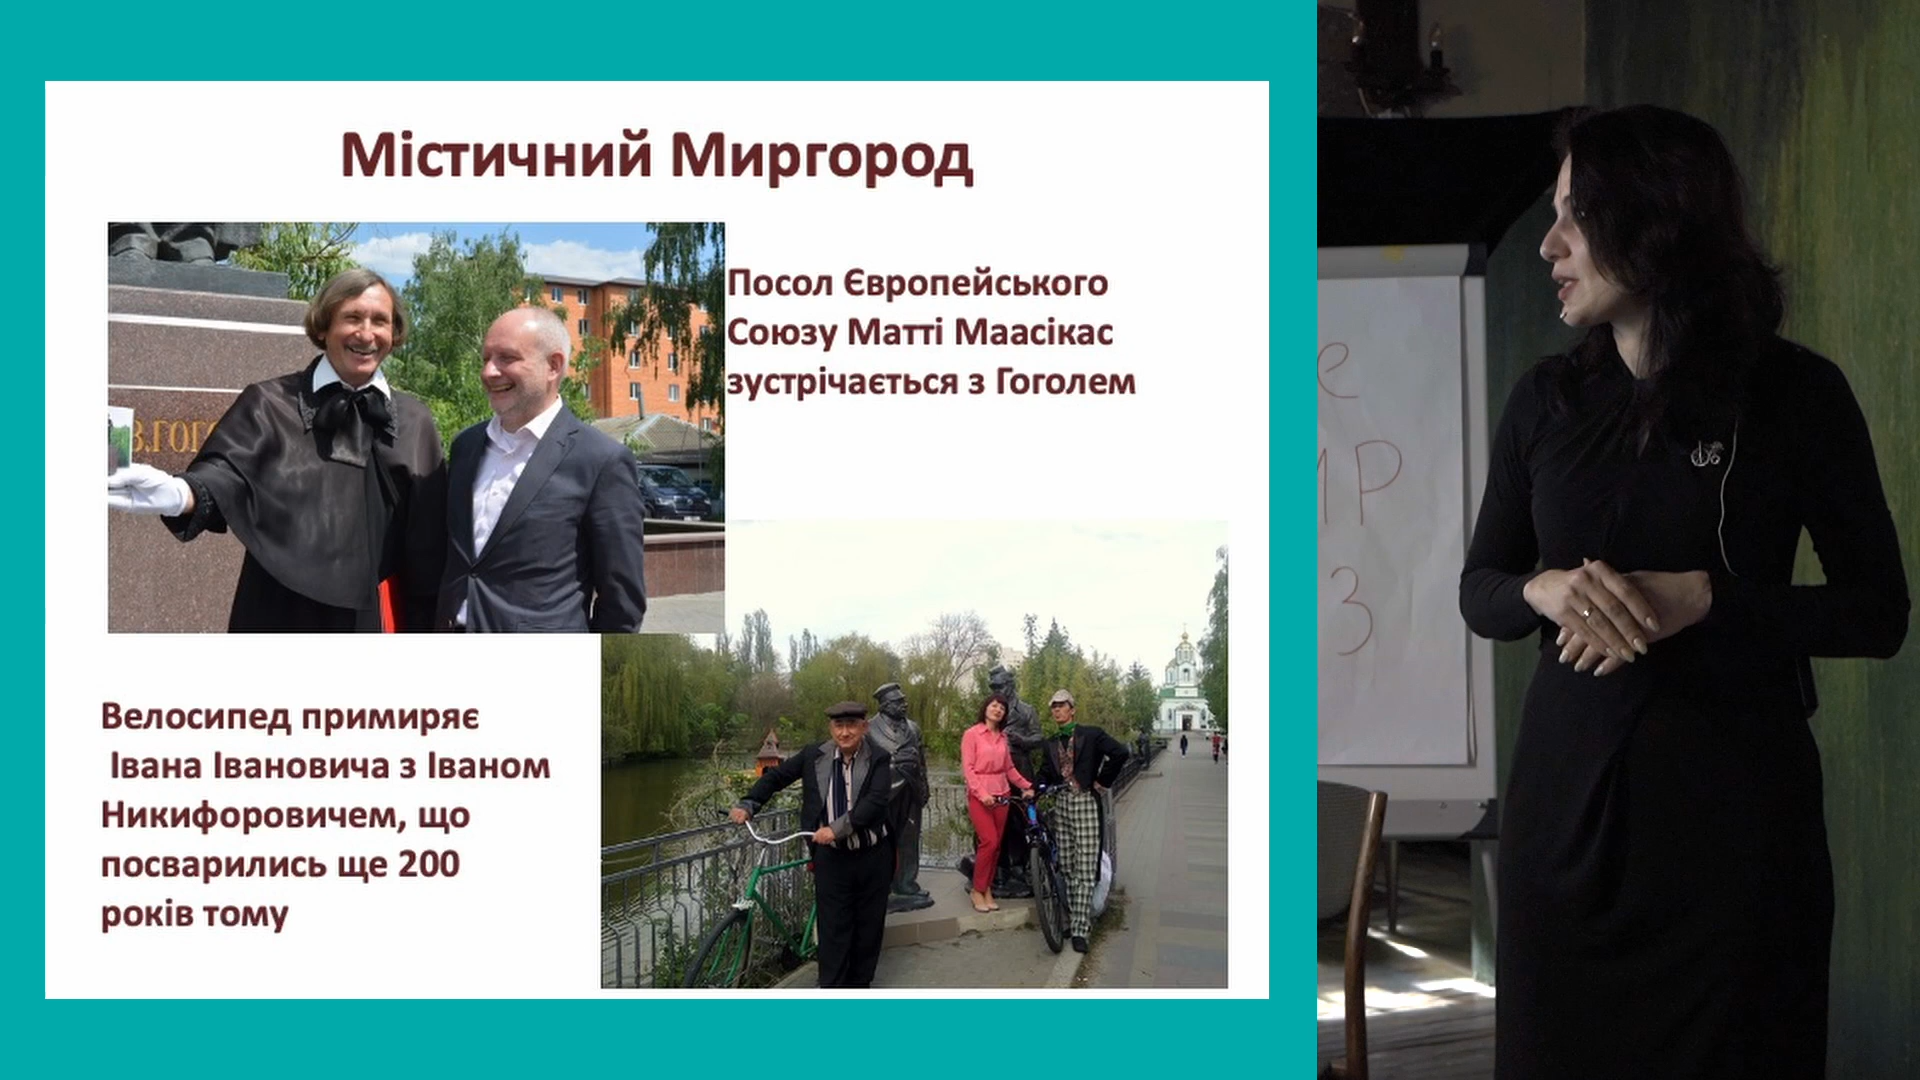 Містичний Миргород
Посол Європейського
Союзу Матті Маасікас
зустрічається з Гоголем
Велосипед примиряє
Івана Івановича з Іваном
Никифоровичем, що
посварились ще 200
років тому